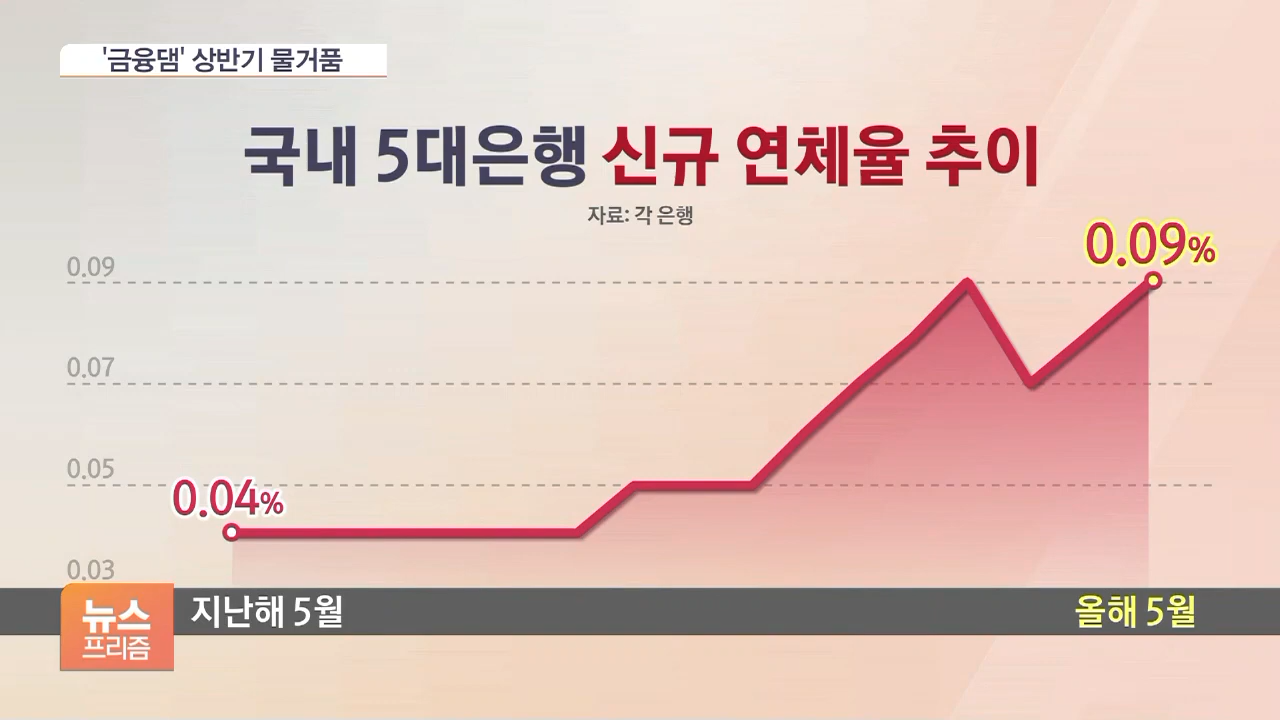 '금융댐' 상반기 물거품
국내 5대은행 신규 연체율 추이
자료: 각 은행
0.09%
0.09
0.07
0.05
0.04%
0.03
지난해 5월
올해 5월
뉴스
프리즘